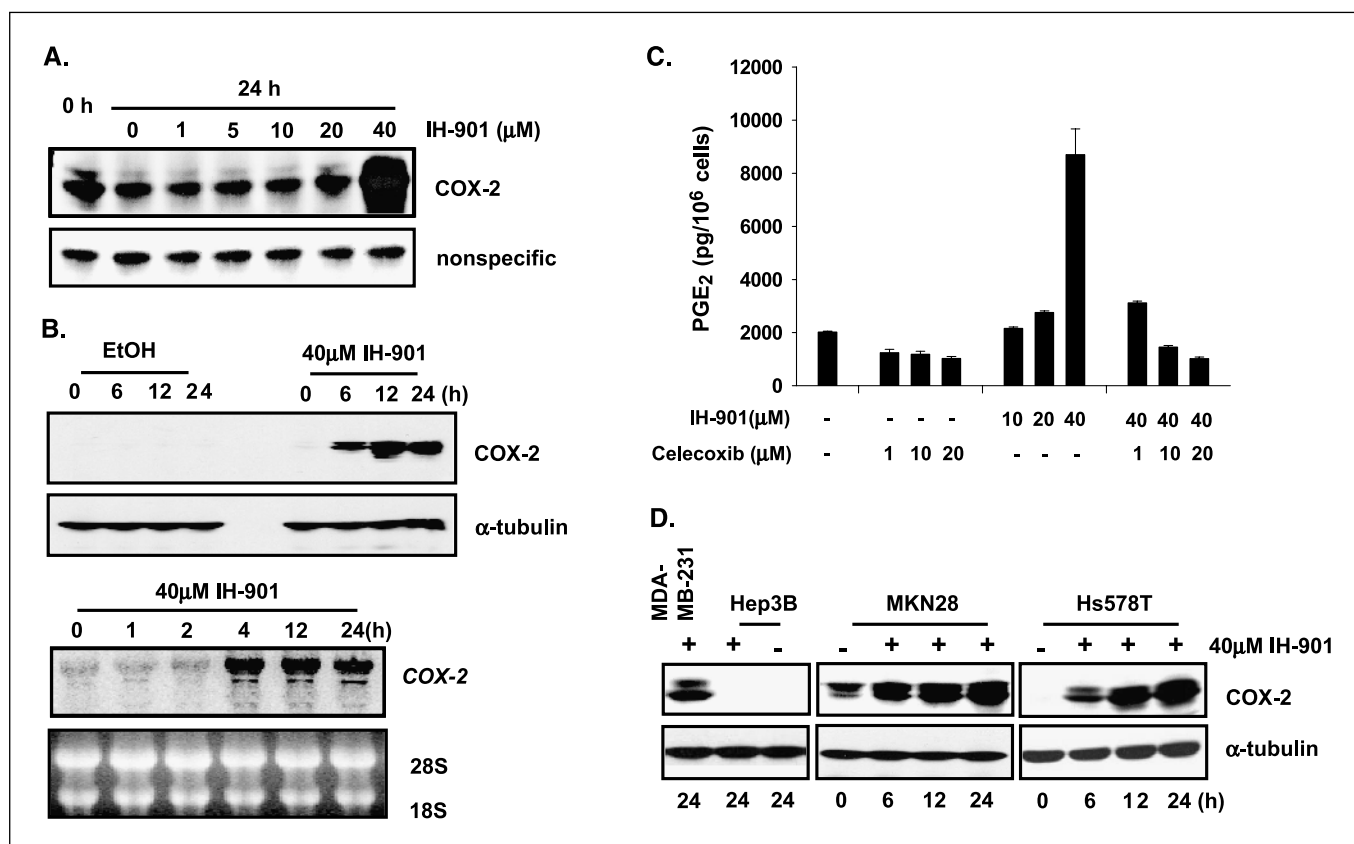 A.
24 h
0 h
0 1 5 10 20 40 IH-901 (μM)
COX-2
nonspecific
B.
EtOH 40μM IH-901
0 6 12 24 0 6 12 24 (h)
COX-2
α-tubulin
40μM IH-901
0 1 2 4 12 24(h)
COX-2
28S
18S
C.
12000
10000
8000
6000
4000
2000
0
PGE2 (pg/10⁶ cells)
IH-901(μM) - - - - 10 20 40 40 40 40
Celecoxib (μM) - 1 10 20 - - - 1 10 20
D.
MDA-
MB-231
Hep3B MKN28 Hs578T
+ + - - + + + - + + + 40μM IH-901
COX-2
α-tubulin
24 24 24 0 6 12 24 0 6 12 24 (h)